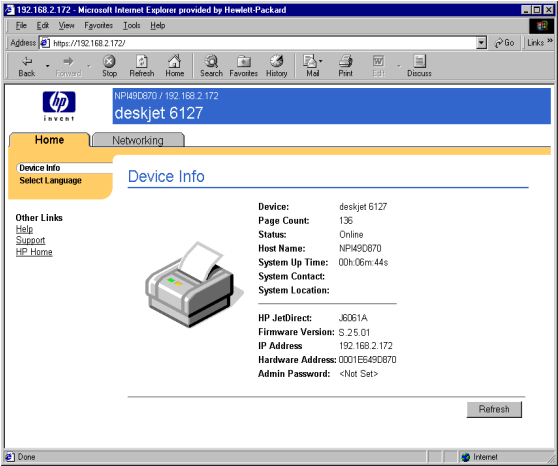 192.168.2.172 - Microsoft Internet Explorer provided by Hewlett-Packard
File Edit View Favorites Tools Help
Address https://192.168.2.172/ Go Links »
Back Forward Stop Refresh Home Search Favorites History Mail Print Edit Discuss
hp
invent
NPI49D870 / 192.168.2.172
deskjet 6127
Home Networking
Device Info
Select Language
Other Links
Help
Support
HP Home
Device Info
Device: deskjet 6127
Page Count: 136
Status: Online
Host Name: NPI49D870
System Up Time: 00h:06m:44s
System Contact:
System Location:
HP JetDirect: J6061A
Firmware Version: S.25.01
IP Address 192.168.2.172
Hardware Address: 0001E649D870
Admin Password: <Not Set>
Refresh
Done Internet